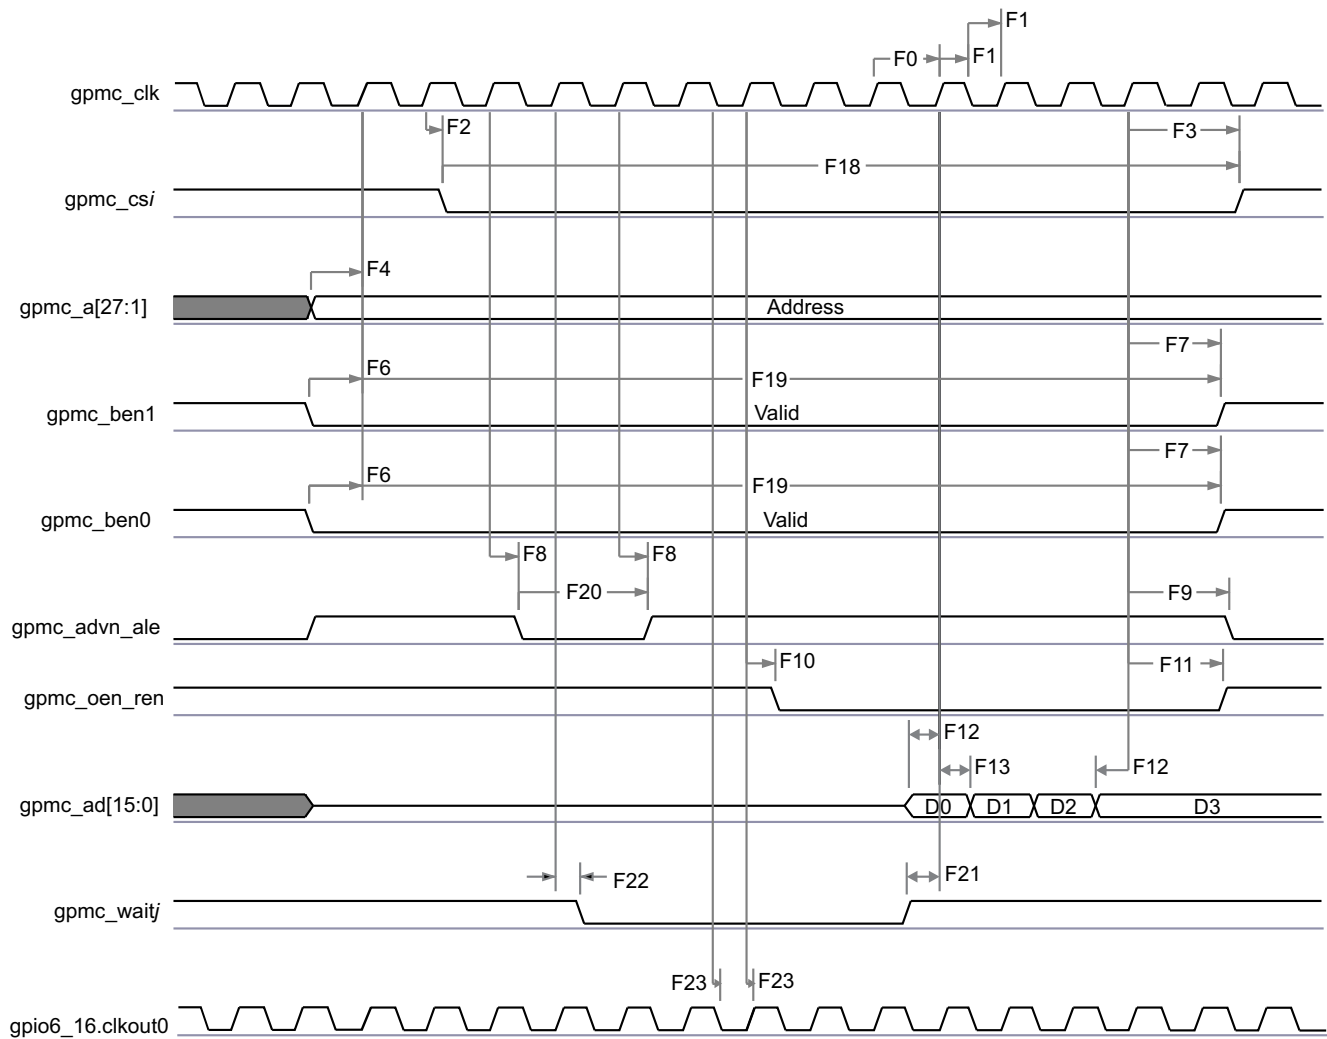 F1
F0
F1
gpmc_clk
F2
F3
F18
gpmc_csi
F4
gpmc_a[27:1]
Address
F7
F6
F19
gpmc_ben1
Valid
F7
F6
F19
gpmc_ben0
Valid
F8
F8
F20
F9
gpmc_advn_ale
F10
F11
gpmc_oen_ren
F12
F13
F12
gpmc_ad[15:0]
D0
D1
D2
D3
F22
F21
gpmc_waitj
F23
F23
gpio6_16.clkout0